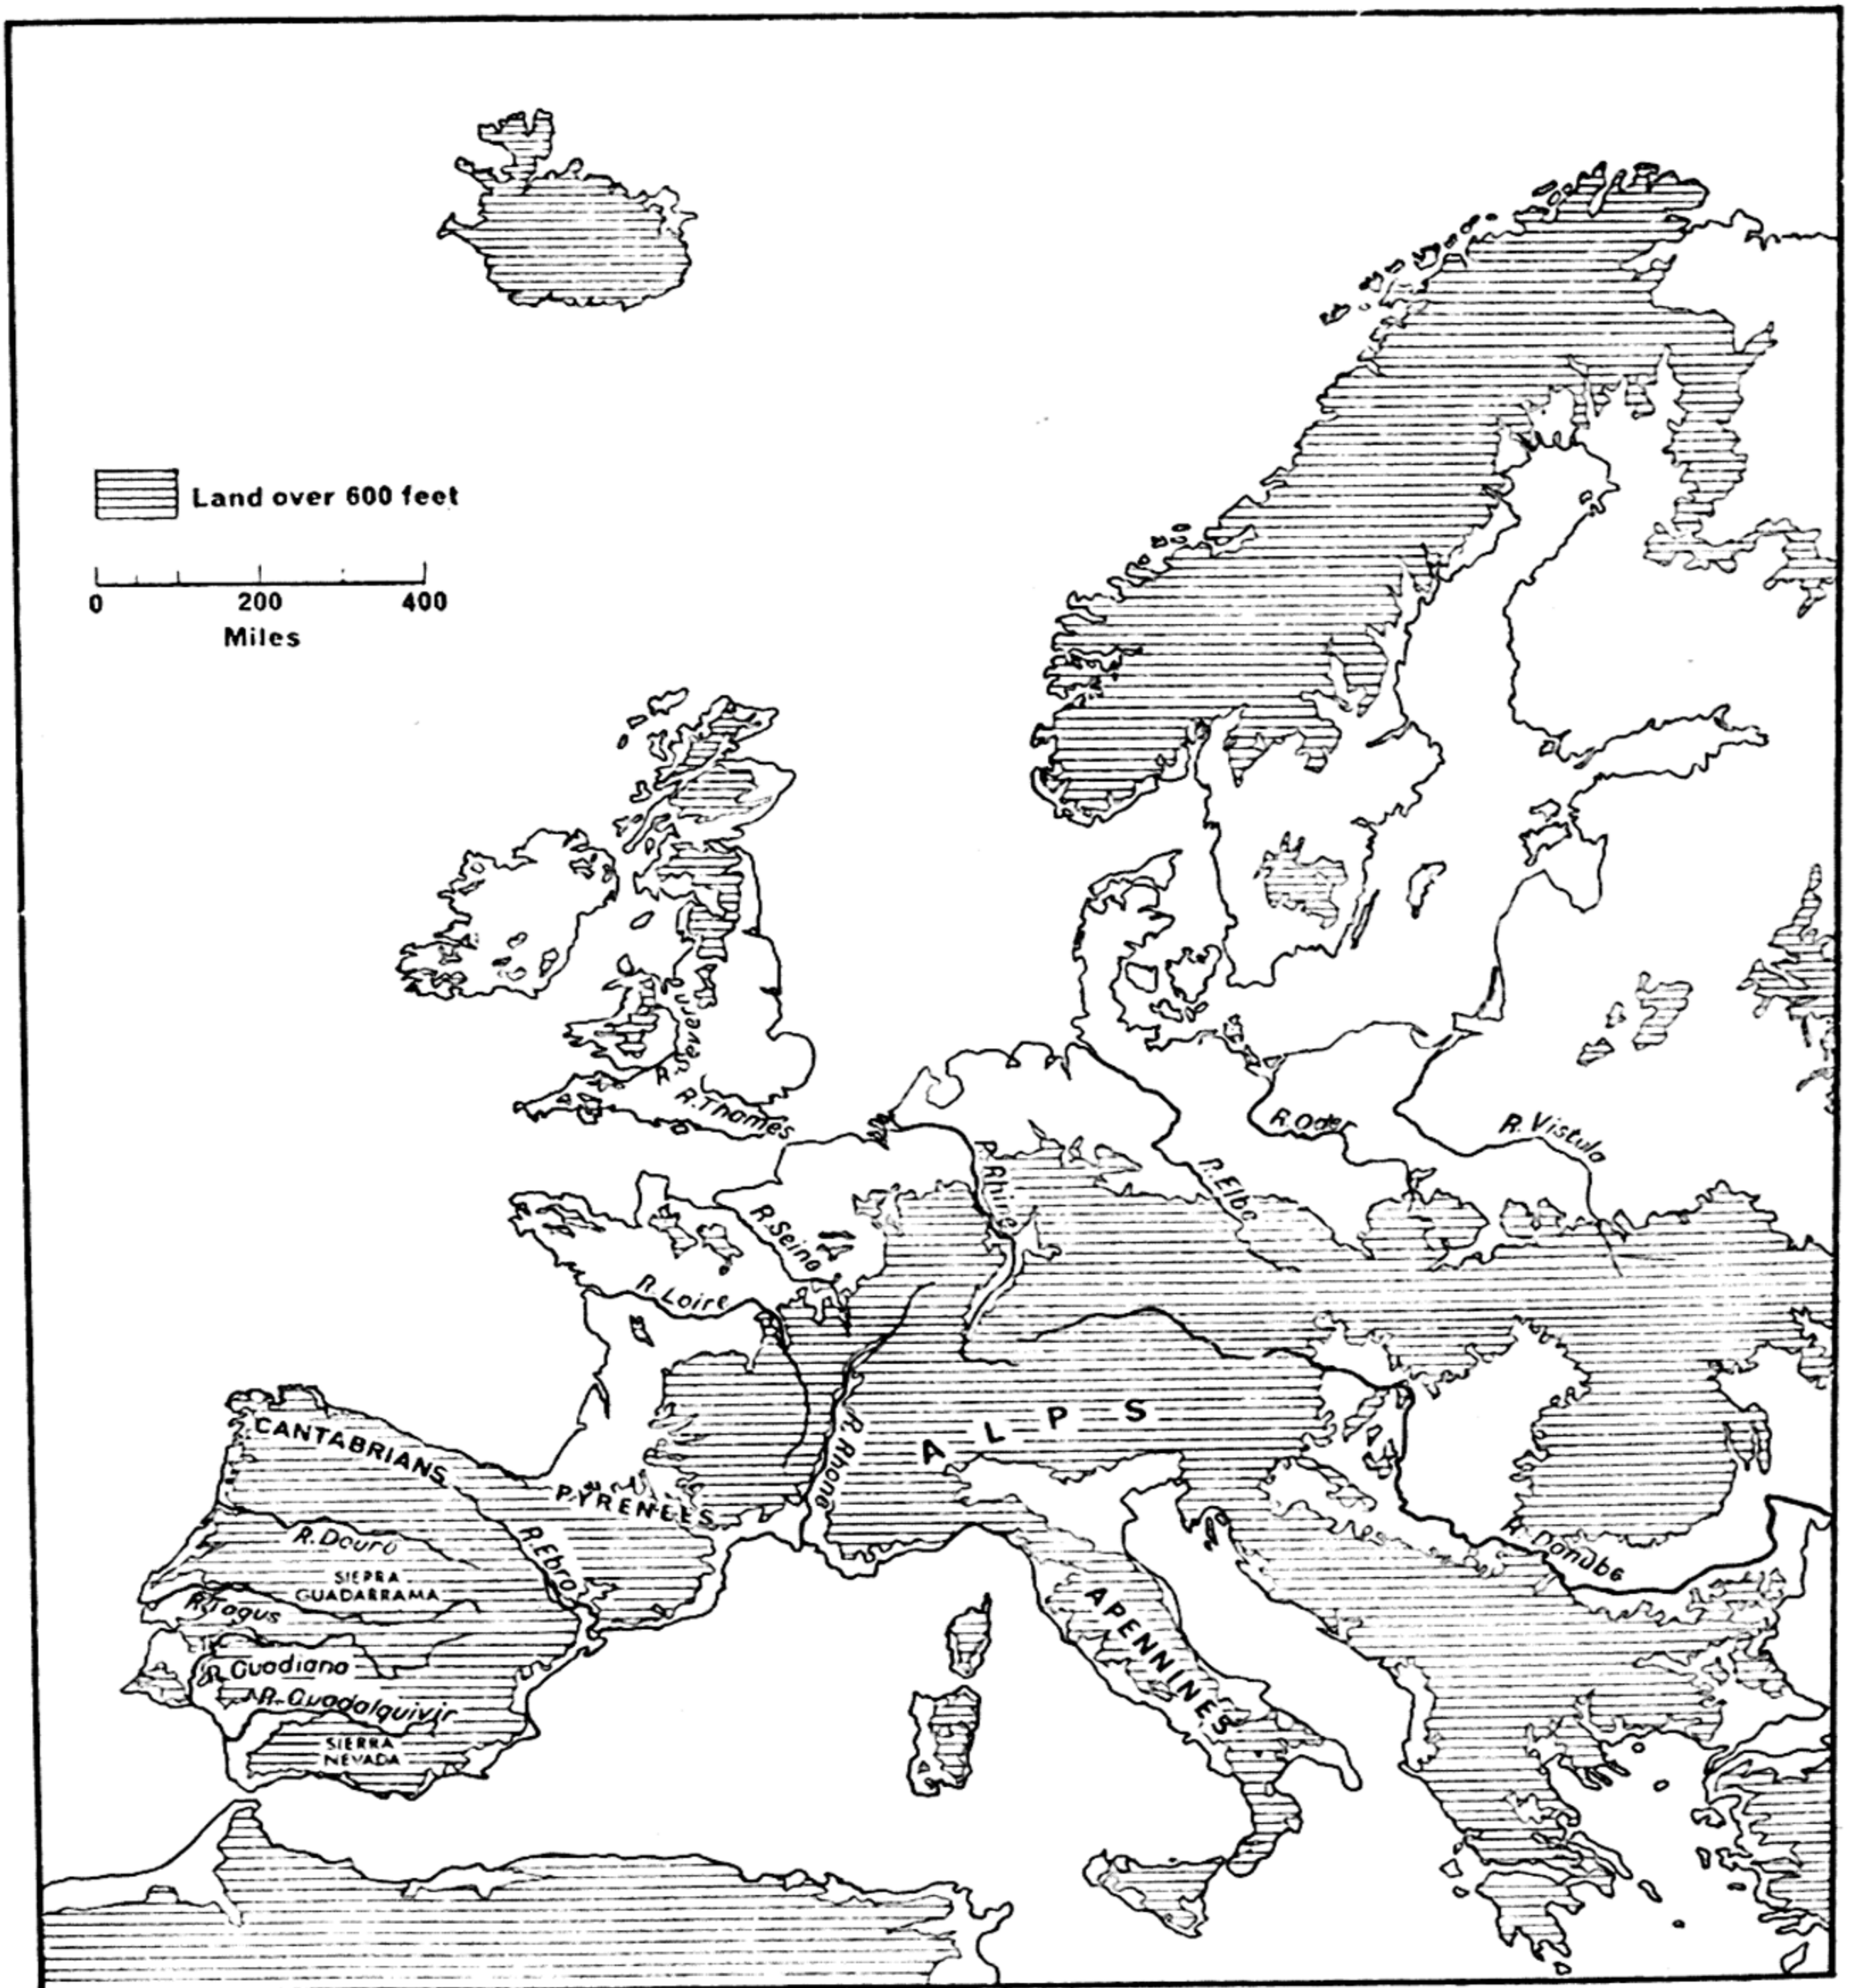 Land over 600 feet
0 200 400
Miles
R. Severn
R. Thames
R. Oder
R. Vistula
R. Rhine
R. Elbe
R. Seine
R. Loire
A L P S
R. Rhone
CANTABRIANS
PYRENEES
R. Ebro
R. Douro
SIERRA
GUADARRAMA
R. Tagus
R. Danube
APENNINES
R. Guadiana
R. Guadalquivir
SIERRA
NEVADA